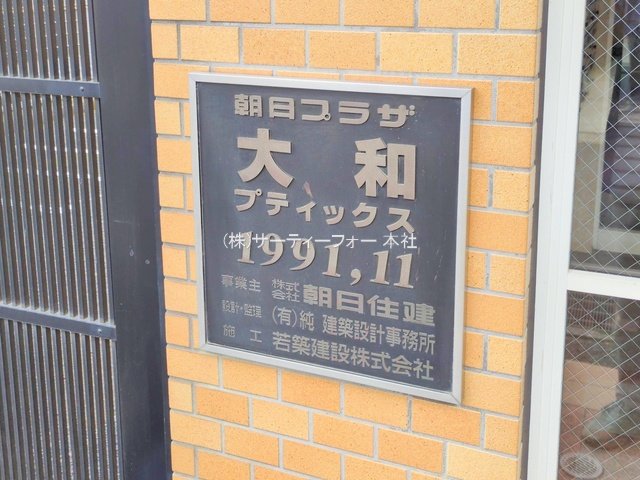 朝日プラザ
大和
プティックス
(株)サーティーフォー 本社
1991,11
事業主 株式会社 朝日住建
設計・監理 (有)純 建築設計事務所
施工 若築建設株式会社